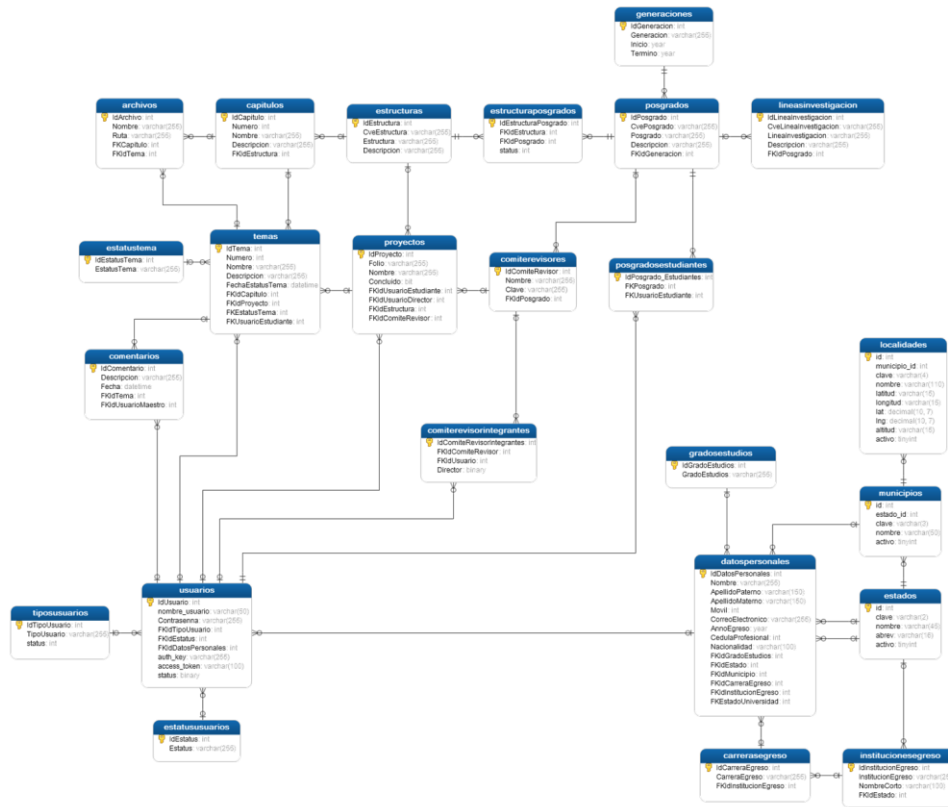 generaciones
IdGeneracion: int
Generacion: varchar(255)
Inicio: year
Termino: year
archivos
IdArchivo: int
Nombre: varchar(255)
Ruta: varchar(255)
FKCapitulo: int
FKIdTema: int
capitulos
IdCapitulo: int
Numero: int
Nombre: varchar(255)
Descripcion: varchar(255)
FKIdEstructura: int
estructuras
IdEstructura: int
CveEstructura: varchar(255)
Estructura: varchar(255)
Descripcion: varchar(255)
estructuraposgrados
IdEstructuraPosgrado: int
FKIdEstructura: int
FKIdPosgrado: int
status: int
posgrados
IdPosgrado: int
CvePosgrado: varchar(255)
Posgrado: varchar(255)
Descripcion: varchar(255)
FKIdGeneracion: int
lineasinvestigacion
IdLineaInvestigacion: int
CveLineaInvestigacion: varchar(255)
LineaInvestigacion: varchar(255)
Descripcion: varchar(255)
FKIdPosgrado: int
estatustema
IdEstatusTema: int
EstatusTema: varchar(255)
temas
IdTema: int
Numero: int
Nombre: varchar(255)
Descripcion: varchar(255)
FechaEstatusTema: datetime
FKIdCapitulo: int
FKIdProyecto: int
FKEstatusTema: int
FKUsuarioEstudiante: int
proyectos
IdProyecto: int
Folio: varchar(255)
Nombre: varchar(255)
Concluido: bit
FKIdUsuarioEstudiante: int
FKIdUsuarioDirector: int
FKIdEstructura: int
FKIdComiteRevisor: int
comiterevisores
IdComiteRevisor: int
Nombre: varchar(255)
Clave: varchar(255)
FKIdPosgrado: int
posgradosestudiantes
IdPosgrado_Estudiantes: int
FKPosgrado: int
FKUsuarioEstudiante: int
comentarios
IdComentario: int
Descripcion: varchar(255)
Fecha: datetime
FKIdTema: int
FKIdUsuarioMaestro: int
localidades
id: int
municipio_id: int
clave: varchar(4)
nombre: varchar(110)
latitud: varchar(15)
longitud: varchar(15)
lat: decimal(10, 7)
lng: decimal(10, 7)
altitud: varchar(15)
activo: tinyint
comiterevisorintegrantes
IdComiteRevisorIntegrantes: int
FKIdComiteRevisor: int
FKIdUsuario: int
Director: binary
gradosestudios
IdGradoEstudios: int
GradoEstudios: varchar(255)
municipios
id: int
estado_id: int
clave: varchar(3)
nombre: varchar(50)
activo: tinyint
datospersonales
IdDatosPersonales: int
Nombre: varchar(255)
ApellidoPaterno: varchar(150)
ApellidoMaterno: varchar(150)
Movil: int
CorreoElectronico: varchar(255)
AnnoEgreso: year
CedulaProfesional: int
Nacionalidad: varchar(100)
FKIdGradoEstudios: int
FKIdEstado: int
FKIdMunicipio: int
FKIdCarreraEgreso: int
FKIdInstitucionEgreso: int
FKEstadoUniversidad: int
estados
id: int
clave: varchar(2)
nombre: varchar(45)
abrev: varchar(16)
activo: tinyint
tiposusuarios
IdTipoUsuario: int
TipoUsuario: varchar(255)
status: int
usuarios
IdUsuario: int
nombre_usuario: varchar(50)
Contrasenna: varchar(255)
FKIdTipoUsuario: int
FKIdEstatus: int
FKIdDatosPersonales: int
auth_key: varchar(255)
access_token: varchar(100)
status: binary
estatususuarios
IdEstatus: int
Estatus: varchar(255)
carrerasegreso
IdCarreraEgreso: int
CarreraEgreso: varchar(255)
FKIdInstitucionEgreso: int
institucionesegreso
IdInstitucionEgreso: int
InstitucionEgreso:
NombreCorto: varchar(100)
FKIdEstado: int